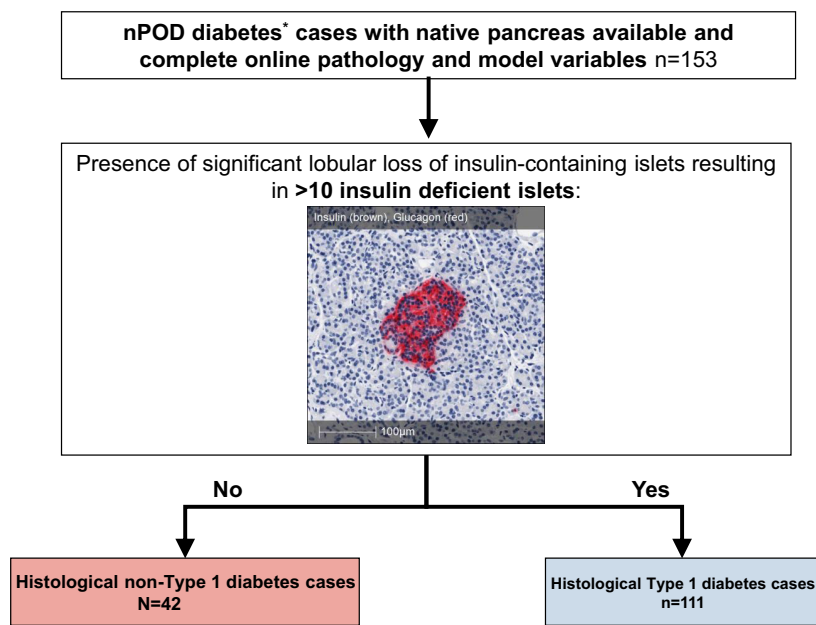 nPOD diabetes* cases with native pancreas available and
complete online pathology and model variables n=153
Presence of significant lobular loss of insulin-containing islets resulting
in >10 insulin deficient islets:
Insulin (brown), Glucagon (red)
100μm
No
Yes
Histological non-Type 1 diabetes cases
N=42
Histological Type 1 diabetes cases
n=111